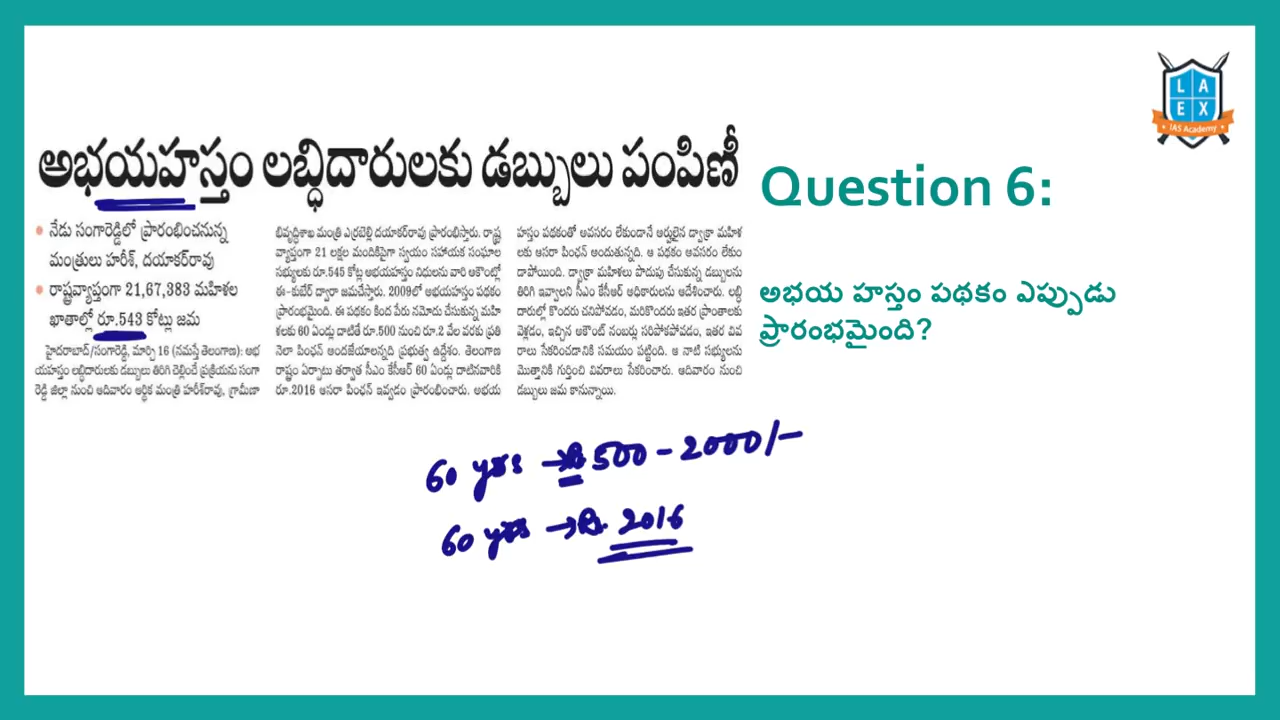 L A
E X
IAS Academy
అభయహస్తం లబ్ధిదారులకు డబ్బులు పంపిణీ
నేడు సంగారెడ్డిలో ప్రారంభించనున్న
మంత్రులు హరీశ్, దయాకర్‌రావు
రాష్ట్రవ్యాప్తంగా 21,67,383 మహిళల
ఖాతాల్లో రూ.543 కోట్లు జమ
హైదరాబాద్/సంగారెడ్డి, మార్చి 16 (నమస్తే తెలంగాణ): అభ
యహస్తం లబ్ధిదారులకు డబ్బులు తిరిగి చెల్లించే ప్రక్రియను సంగా
రెడ్డి జిల్లా నుంచి ఆదివారం ఆర్థిక మంత్రి హరీశ్‌రావు, గ్రామీణా
భివృద్ధిశాఖ మంత్రి ఎర్రబెల్లి దయాకర్‌రావు ప్రారంభిస్తారు. రాష్ట్ర
వ్యాప్తంగా 21 లక్షల మందికిపైగా స్వయం సహాయక సంఘాల
సభ్యులకు రూ.545 కోట్ల అభయహస్తం నిధులను వారి అకౌంట్లో
ఈ-కుబేర్ ద్వారా జమచేస్తారు. 2009లో అభయహస్తం పథకం
ప్రారంభమైంది. ఈ పథకం కింద పేరు నమోదు చేసుకున్న మహి
ళలకు 60 ఏండ్లు దాటితే రూ.500 నుంచి రూ.2 వేల వరకు ప్రతి
నెలా పింఛన్ అందజేయాలన్నది ప్రభుత్వ ఉద్దేశం. తెలంగాణ
రాష్ట్రం ఏర్పాటు తర్వాత సీఎం కేసీఆర్ 60 ఏండ్లు దాటినవారికి
రూ.2016 ఆసరా పింఛన్ ఇవ్వడం ప్రారంభించారు. అభయ
హస్తం పథకంతో అవసరం లేకుండానే అర్హులైన డ్వాక్రా మహిళ
లకు ఆసరా పింఛన్ అందుతున్నది. ఆ పథకం అవసరం లేకుం
డాపోయింది. డ్వాక్రా మహిళలు పొదుపు చేసుకున్న డబ్బులను
తిరిగి ఇవ్వాలని సీఎం కేసీఆర్ అధికారులను ఆదేశించారు. లబ్ధి
దారుల్లో కొందరు చనిపోవడం, మరికొందరు ఇతర ప్రాంతాలకు
వెళ్లడం, ఇచ్చిన అకౌంట్ నంబర్లు సరిపోకపోవడం, ఇతర వివ
రాలు సేకరించడానికి సమయం పట్టింది. ఆ నాటి సభ్యులను
మొత్తానికి గుర్తించి వివరాలు సేకరించారు. ఆదివారం నుంచి
డబ్బులు జమ కానున్నాయి.
Question 6:
అభయ హస్తం పథకం ఎప్పుడు
ప్రారంభమైంది?
60 yrs → Rs 500 - 2000/-
60 yrs → Rs. 2016